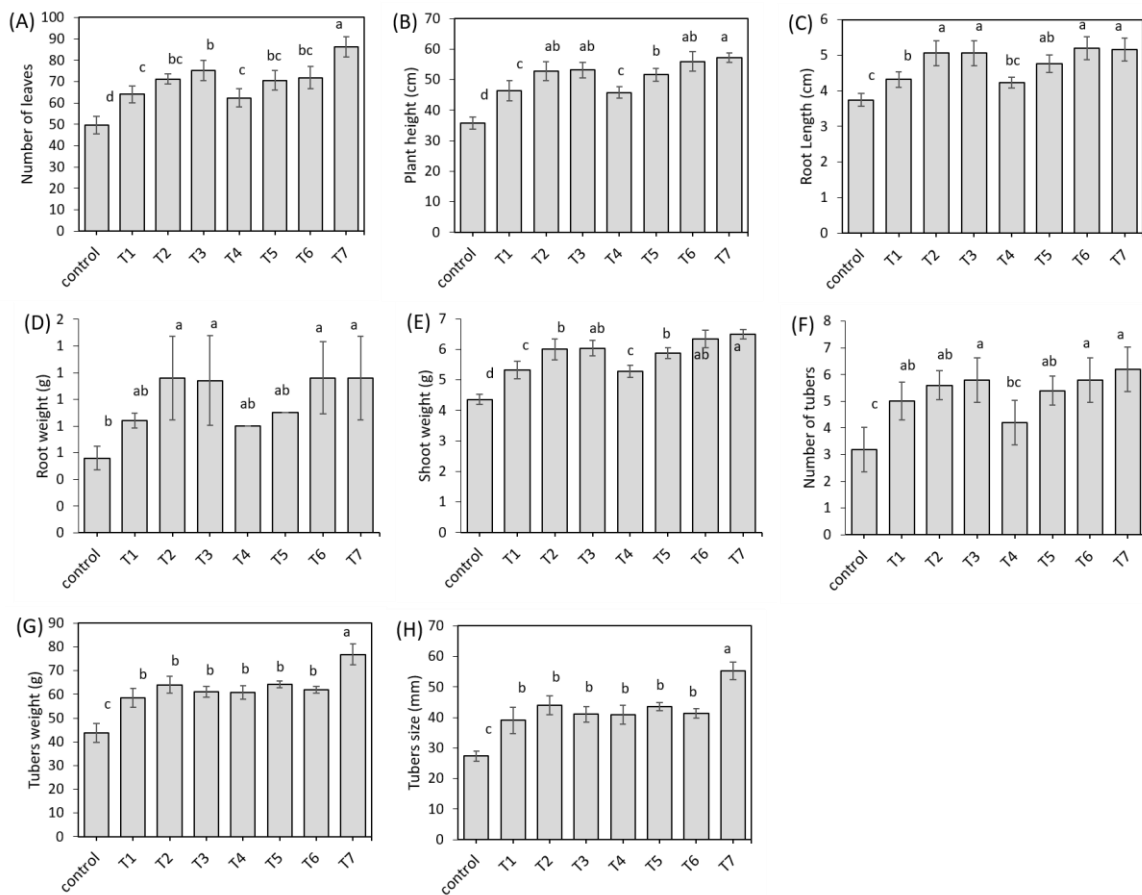 (A)
Number of leaves
100
90
80
70
60
50
40
30
20
10
0
d
c
bc
b
c
bc
bc
a
control
T1
T2
T3
T4
T5
T6
T7
(B)
Plant height (cm)
70
60
50
40
30
20
10
0
d
c
ab
ab
c
b
ab
a
control
T1
T2
T3
T4
T5
T6
T7
(C)
Root Length (cm)
6
5
4
3
2
1
0
c
b
a
a
bc
ab
a
a
control
T1
T2
T3
T4
T5
T6
T7
(D)
Root weight (g)
2
1
1
1
1
1
0
0
b
ab
a
a
ab
ab
a
a
control
T1
T2
T3
T4
T5
T6
T7
(E)
Shoot weight (g)
7
6
5
4
3
2
1
0
d
c
b
ab
c
b
ab
a
control
T1
T2
T3
T4
T5
T6
T7
(F)
Number of tubers
8
7
6
5
4
3
2
1
0
c
ab
ab
a
bc
ab
a
a
control
T1
T2
T3
T4
T5
T6
T7
(G)
Tubers weight (g)
90
80
70
60
50
40
30
20
10
0
c
b
b
b
b
b
b
a
control
T1
T2
T3
T4
T5
T6
T7
(H)
Tubers size (mm)
70
60
50
40
30
20
10
0
c
b
b
b
b
b
b
a
control
T1
T2
T3
T4
T5
T6
T7